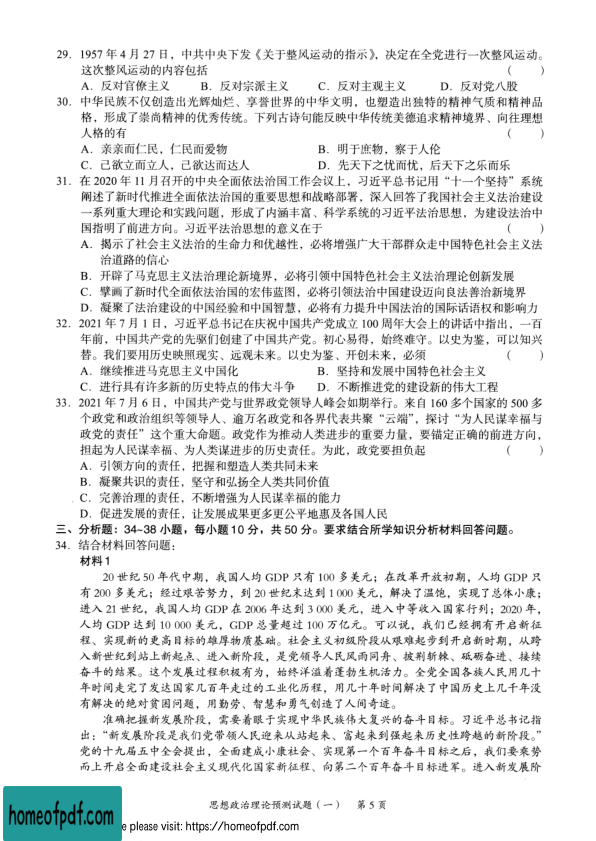 29. 1957 年 4 月 27 日，中共中央下发《关于整风运动的指示》，决定在全党进行一次整风运动。
这次整风运动的内容包括 （ ）
A. 反对官僚主义 B. 反对宗派主义 C. 反对主观主义 D. 反对党八股
30. 中华民族不仅创造出光辉灿烂、享誉世界的中华文明，也塑造出独特的精神气质和精神品
格，形成了崇尚精神的优秀传统。下列古诗句能反映中华传统美德追求精神境界、向往理想
人格的有 （ ）
A. 亲亲而仁民，仁民而爱物 B. 明于庶物，察于人伦
C. 己欲立而立人，己欲达而达人 D. 先天下之忧而忧，后天下之乐而乐
31. 在 2020 年 11 月召开的中央全面依法治国工作会议上，习近平总书记用“十一个坚持”系统
阐述了新时代推进全面依法治国的重要思想和战略部署，深入回答了我国社会主义法治建设
一系列重大理论和实践问题，形成了内涵丰富、科学系统的习近平法治思想，为建设法治中
国指明了前进方向。习近平法治思想的意义在于 （ ）
A. 揭示了社会主义法治的生命力和优越性，必将增强广大干部群众走中国特色社会主义法
治道路的信心
B. 开辟了马克思主义法治理论新境界，必将引领中国特色社会主义法治理论创新发展
C. 擘画了新时代全面依法治国的宏伟蓝图，必将引领法治中国建设迈向良法善治新境界
D. 凝聚了法治建设的中国经验和中国智慧，必将有力提升中国法治的国际话语权和影响力
32. 2021 年 7 月 1 日，习近平总书记在庆祝中国共产党成立 100 周年大会上的讲话中指出，一百
年前，中国共产党的先驱们创建了中国共产党。初心易得，始终难守。以史为鉴，可以知兴
替。我们要用历史映照现实、远观未来。以史为鉴、开创未来，必须 （ ）
A. 继续推进马克思主义中国化 B. 坚持和发展中国特色社会主义
C. 进行具有许多新的历史特点的伟大斗争 D. 不断推进党的建设新的伟大工程
33. 2021 年 7 月 6 日，中国共产党与世界政党领导人峰会如期举行。来自 160 多个国家的 500 多
个政党和政治组织等领导人、逾万名政党和各界代表共聚“云端”，探讨“为人民谋幸福与
政党的责任”这个重大命题。政党作为推动人类进步的重要力量，要锚定正确的前进方向，
担起为人民谋幸福、为人类谋进步的历史责任。为此，政党要担负起 （ ）
A. 引领方向的责任，把握和塑造人类共同未来
B. 凝聚共识的责任，坚守和弘扬全人类共同价值
C. 完善治理的责任，不断增强为人民谋幸福的能力
D. 促进发展的责任，让发展成果更多更公平地惠及各国人民
三、分析题：34~38 小题，每小题 10 分，共 50 分。要求结合所学知识分析材料回答问题。
34. 结合材料回答问题：
材料 1
20 世纪 50 年代中期，我国人均 GDP 只有 100 多美元；在改革开放初期，人均 GDP 只
有 200 多美元；经过艰苦努力，到 20 世纪末达到 1 000 美元，解决了温饱，实现了总体小康；
进入 21 世纪，我国人均 GDP 在 2006 年达到 3 000 美元，进入中等收入国家行列；2020 年，
人均 GDP 达到 10 000 美元，GDP 总量超过 100 万亿元。可以说，我们已经拥有开启新征
程、实现新的更高目标的雄厚物质基础。社会主义初级阶段从艰难起步到开启新时期，从跨
入新世纪到站上新起点、进入新阶段，是党领导人民风雨同舟、披荆斩棘、砥砺奋进、接续
奋斗的结果。这个发展过程积极有为，始终洋溢着蓬勃生机活力。全党全国各族人民用几十
年时间走完了发达国家几百年走过的工业化历程，用几十年时间解决了中国历史上几千年没
有解决的绝对贫困问题，用勤劳、智慧和勇气创造了人间奇迹。
准确把握新发展阶段，需要着眼于实现中华民族伟大复兴的奋斗目标。习近平总书记指
出：“新发展阶段是我们党带领人民迎来从站起来、富起来到强起来历史性跨越的新阶段。”
党的十九届五中全会提出，全面建成小康社会、实现第一个百年奋斗目标之后，我们要乘势
而上开启全面建设社会主义现代化国家新征程、向第二个百年奋斗目标进军。进入新发展阶
思想政治理论预测试题（一） 第 5 页
homeofpdf.com
e please visit: https://homeofpdf.com